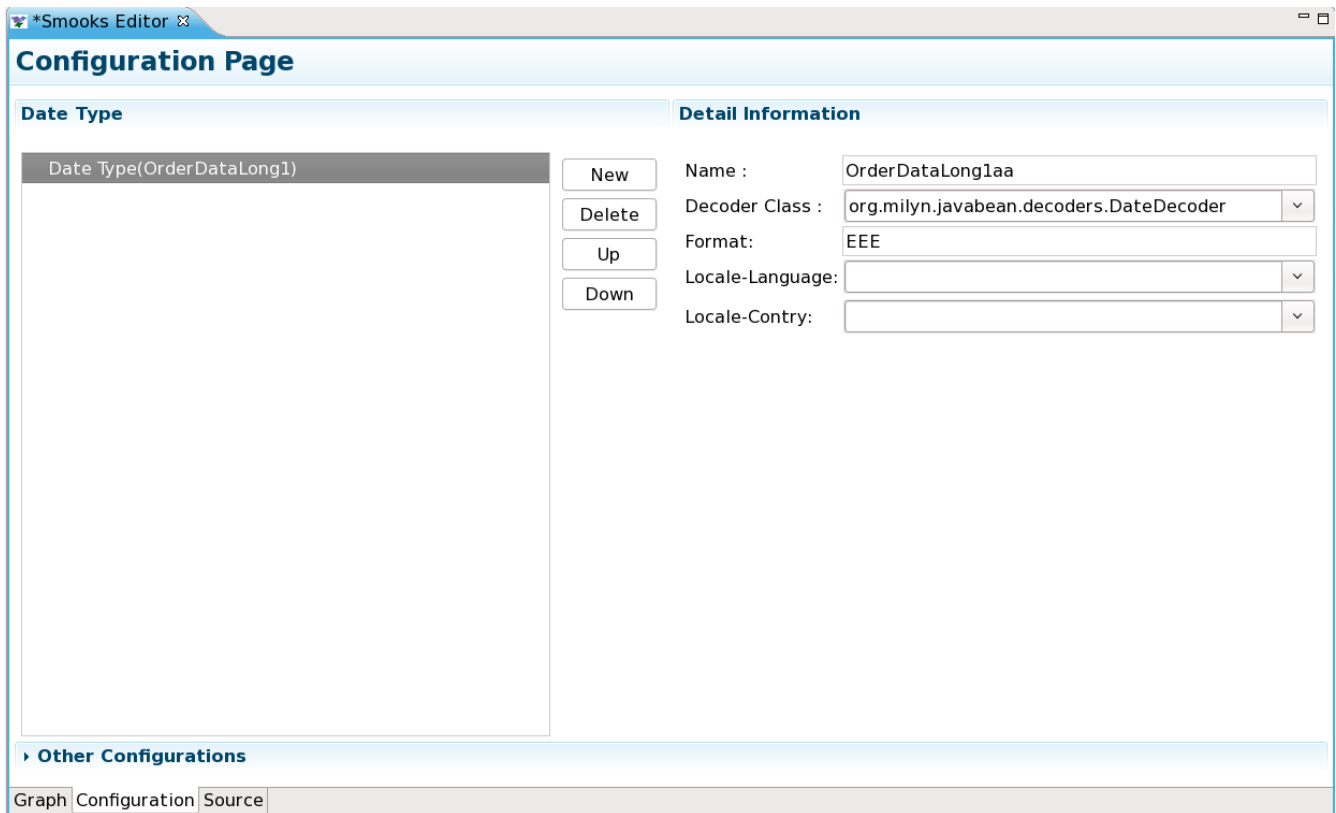 *Smooks Editor
Configuration Page
Date Type
Date Type(OrderDataLong1)
New
Delete
Up
Down
Detail Information
Name : OrderDataLong1aa
Decoder Class : org.milyn.javabean.decoders.DateDecoder
Format: EEE
Locale-Language:
Locale-Contry:
Other Configurations
Graph Configuration Source